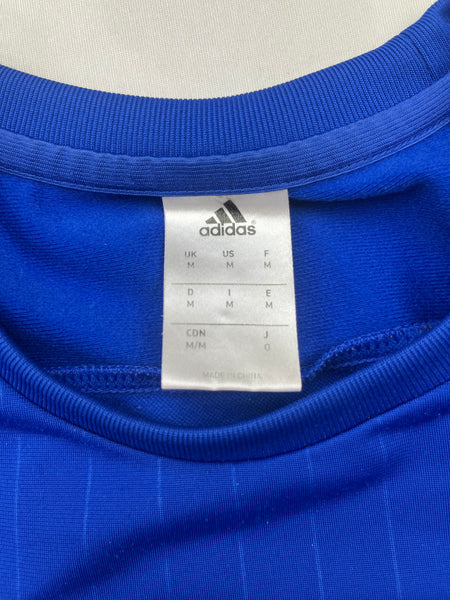 adidas®
UK US F
M M M
D I E
M M M
CDN J
M/M O
MADE IN CHINA